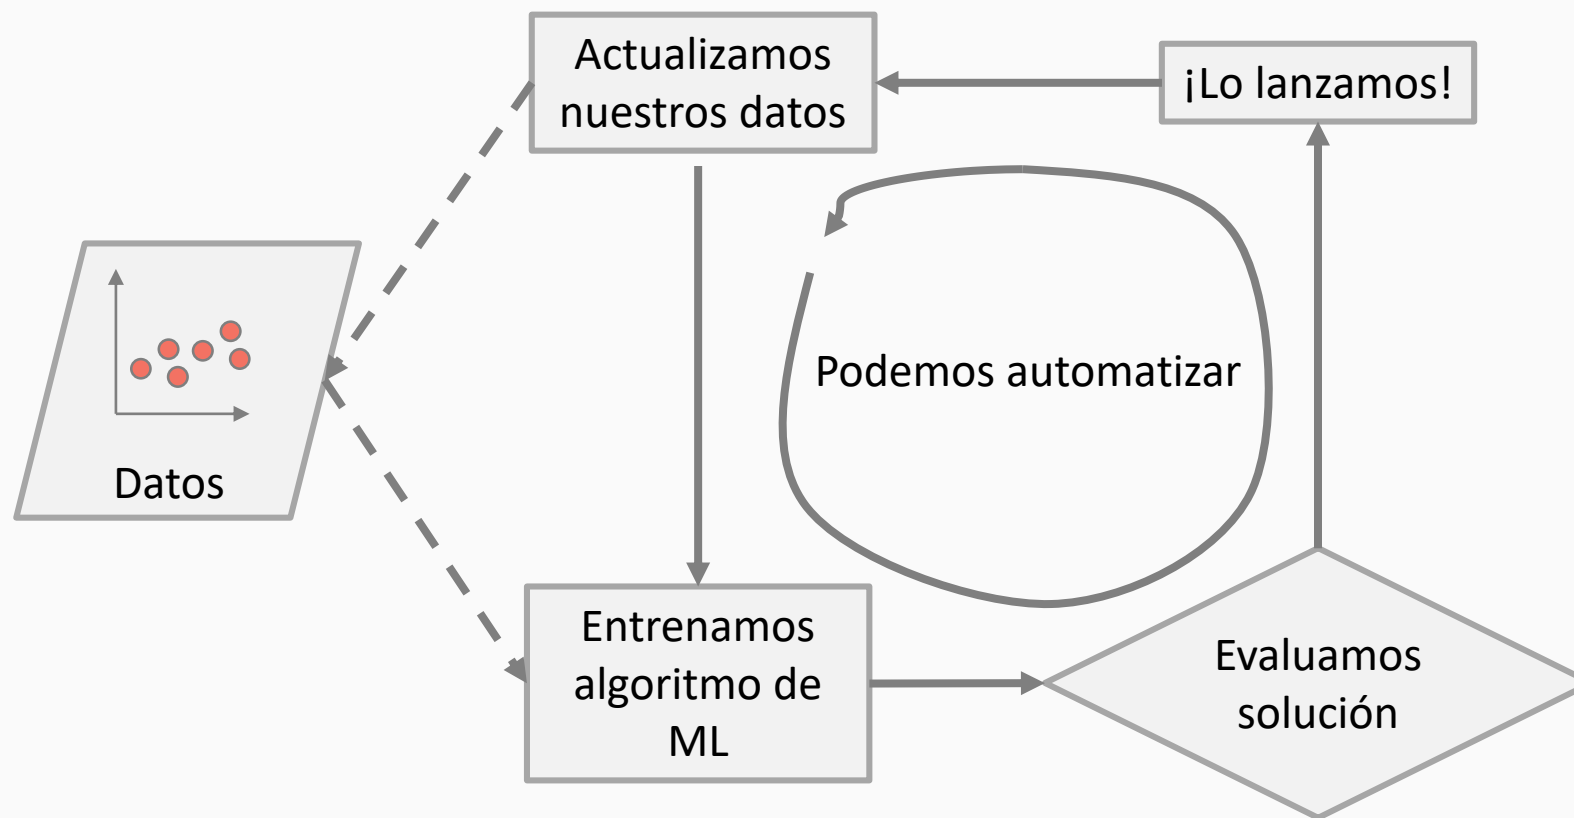 Actualizamos
nuestros datos
¡Lo lanzamos!
Podemos automatizar
Datos
Entrenamos
algoritmo de
ML
Evaluamos
solución